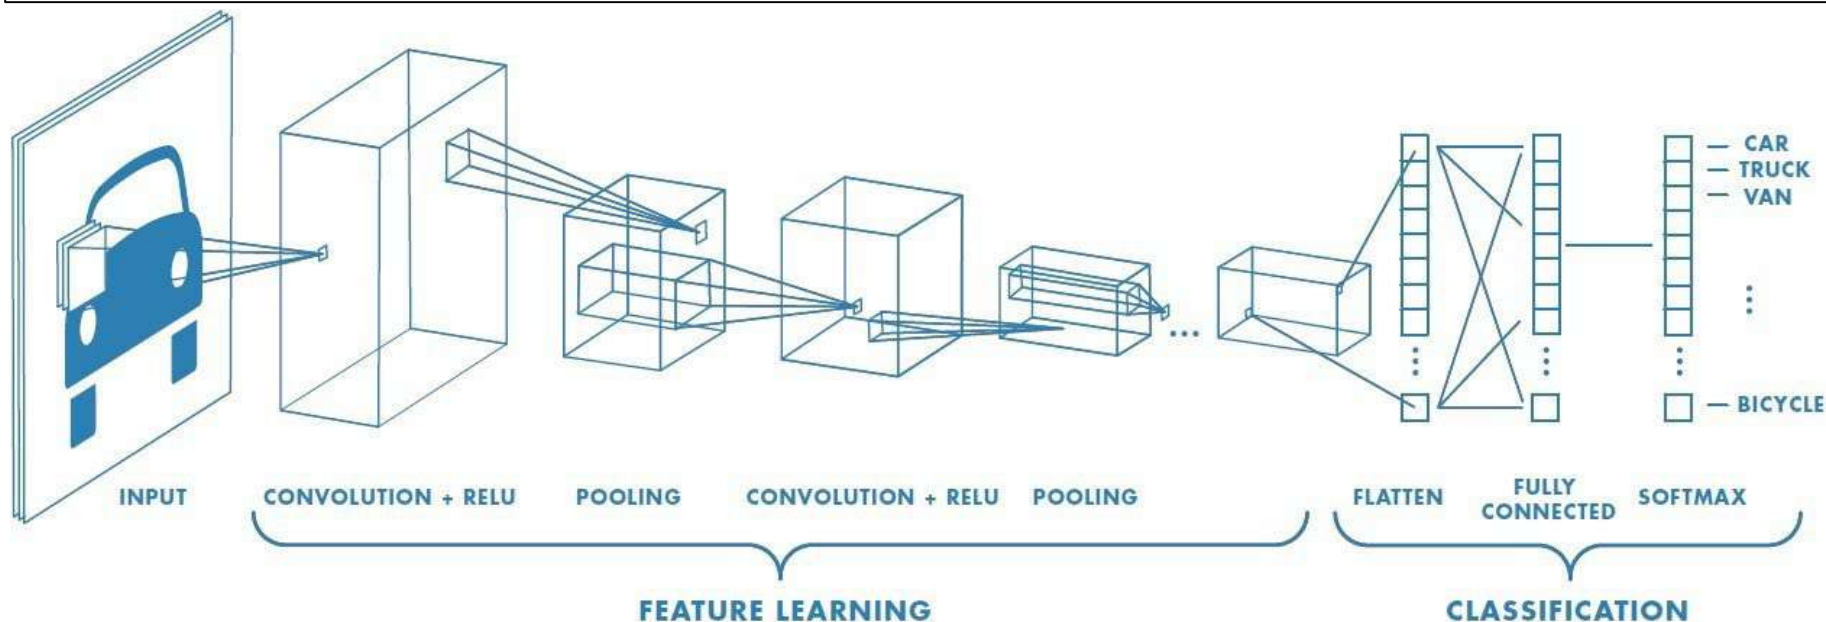 CAR
TRUCK
VAN
BICYCLE
INPUT
CONVOLUTION + RELU
POOLING
CONVOLUTION + RELU
POOLING
FLATTEN
FULLY
CONNECTED
SOFTMAX
FEATURE LEARNING
CLASSIFICATION